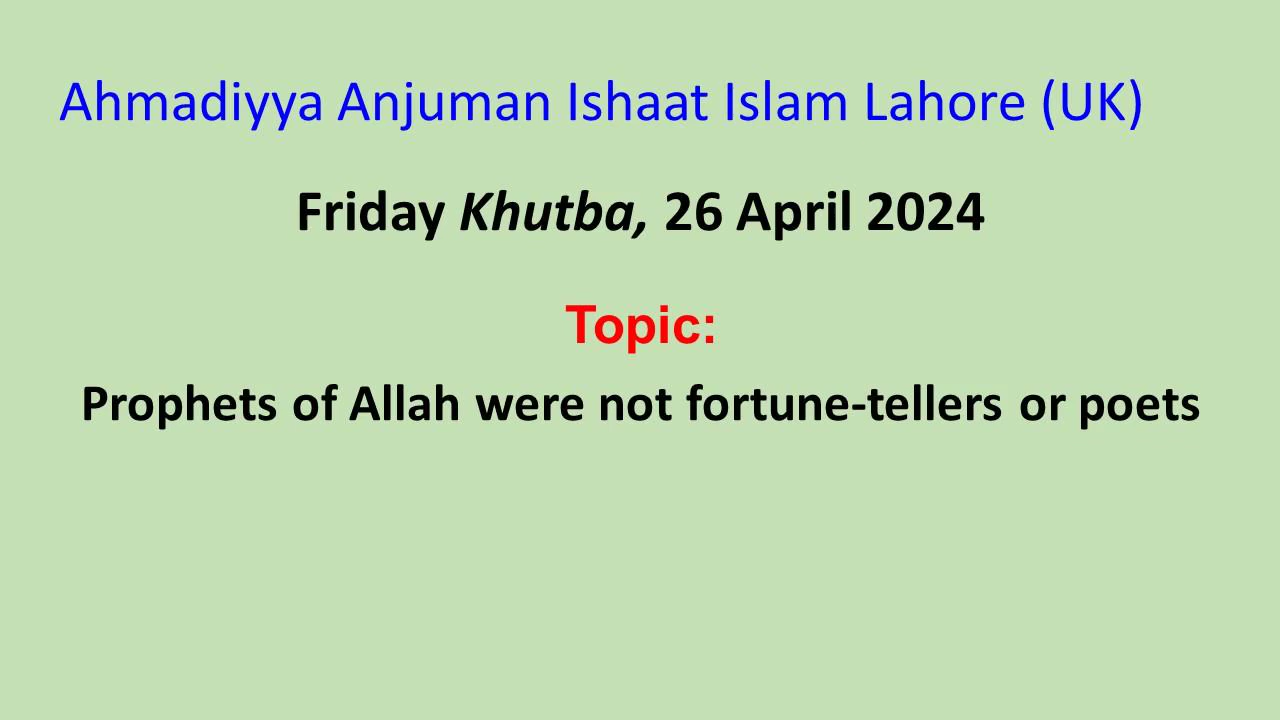 Ahmadiyya Anjuman Ishaat Islam Lahore (UK)
Friday Khutba, 26 April 2024
Topic:
Prophets of Allah were not fortune-tellers or poets